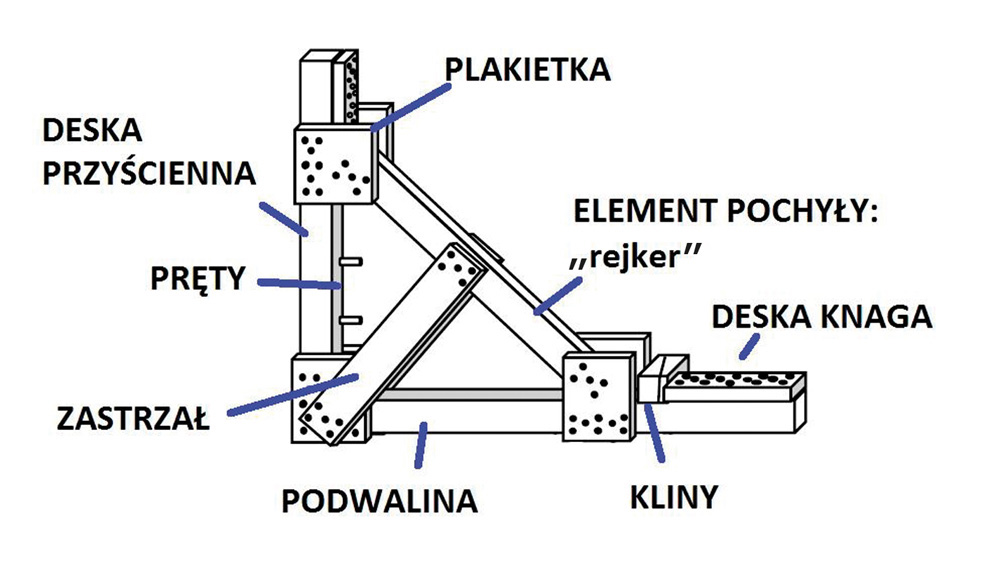 PLAKIETKA
DESKA
PRZYŚCIENNA
ELEMENT POCHYŁY:
„rejker”
PRĘTY
DESKA KNAGA
ZASTRZAŁ
PODWALINA
KLINY